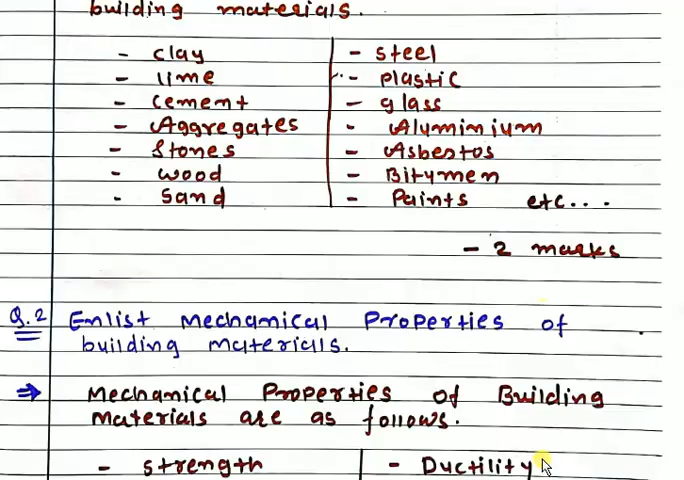 building materials.
- clay
- lime
- cement
- Aggregates
- Stones
- wood
- Sand
- steel
- Plastic
- glass
- Aluminium
- Asbestos
- Bitymen
- Paints etc...
- 2 marks
Q.2 Enlist Mechanical Properties of
building materials.
⇒ Mechanical Properties of Building
Materials are as follows.
- strength
- Ductility